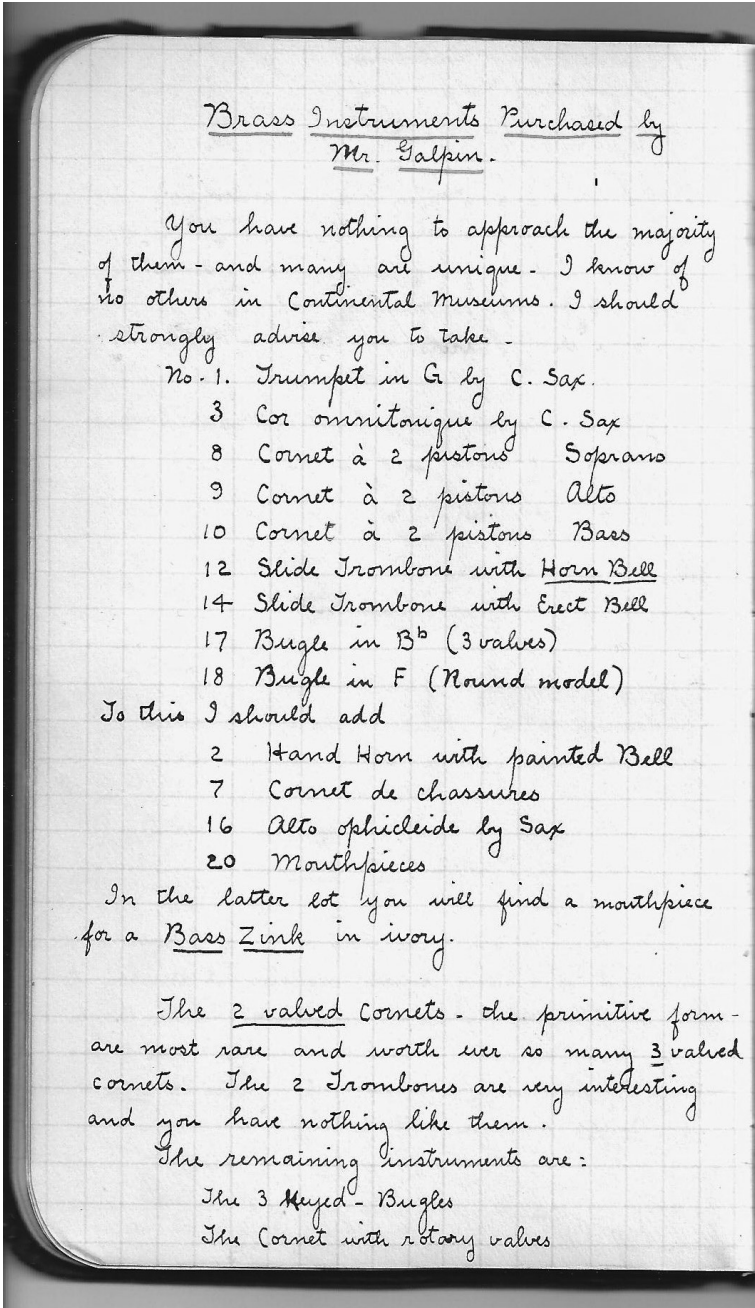 Brass Instruments Purchased by
Mr. Galpin.
You have nothing to approach the majority
of them - and many are unique - I know of
no others in Continental Museums. I should
strongly advise you to take -
No. 1. Trumpet in G by C. Sax.
3 Cor omnitonique by C. Sax
8 Cornet à 2 pistons Soprano
9 Cornet à 2 pistons Alto
10 Cornet à 2 pistons Bass
12 Slide Trombone with Horn Bell
14 Slide Trombone with Erect Bell
17 Bugle in Bb (3 valves)
18 Bugle in F (Round model)
To this I should add
2 Hand Horn with painted Bell
7 Cornet de chassures
16 Alto ophicleide by Sax
20 Mouthpieces
In the latter lot you will find a mouthpiece
for a Bass Zink in ivory.
The 2 valved Cornets - the primitive form -
are most rare and worth ever so many 3 valved
cornets. The 2 Trombones are very interesting
and you have nothing like them.
The remaining instruments are:
The 3 Keyed - Bugles
The Cornet with rotary valves